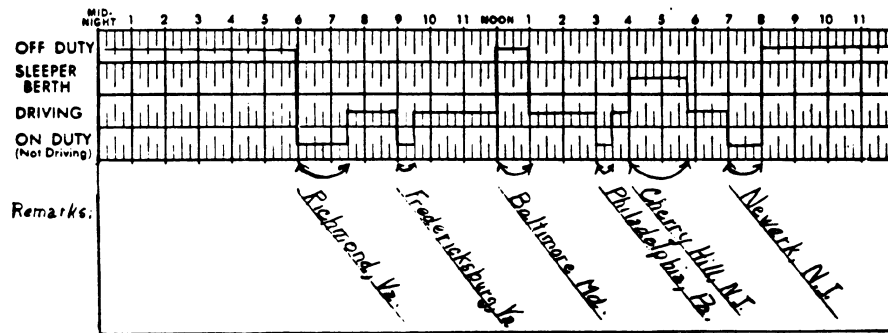 MID-
NIGHT 1 2 3 4 5 6 7 8 9 10 11 NOON 1 2 3 4 5 6 7 8 9 10 11
OFF DUTY
SLEEPER
BERTH
DRIVING
ON DUTY
(Not Driving)
Remarks:
Richmond, Va.
Fredericksburg, Va
Baltimore Md.
Philadelphia, Pa.
Cherry Hill, N.J.
Newark, N.J.